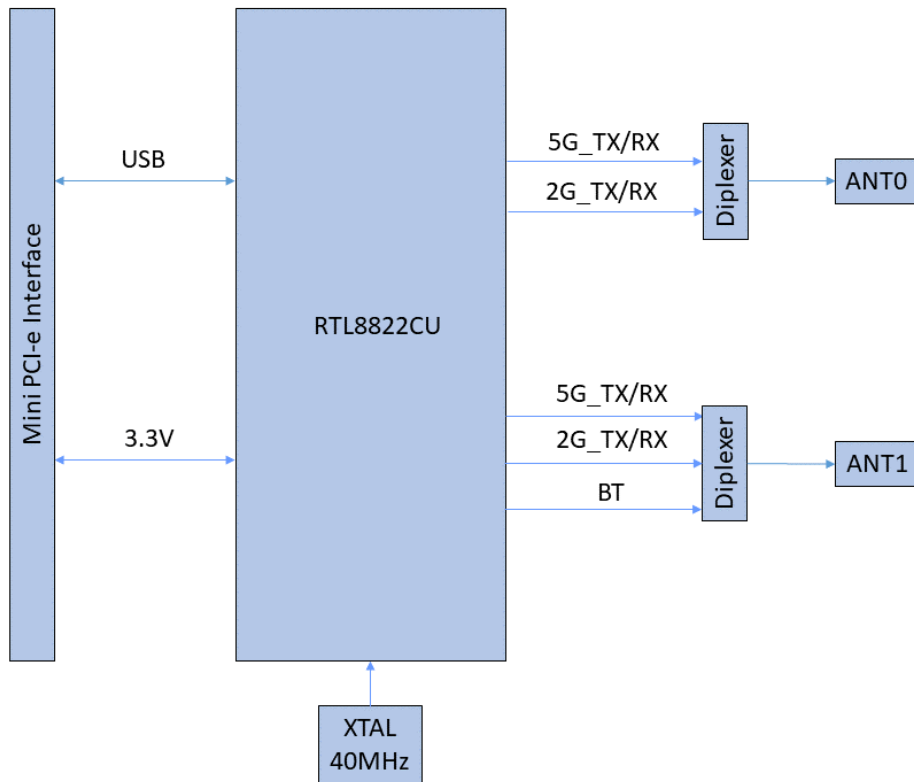 Mini PCI-e Interface
USB
3.3V
RTL8822CU
XTAL
40MHz
5G_TX/RX
2G_TX/RX
Diplexer
ANT0
5G_TX/RX
2G_TX/RX
BT
Diplexer
ANT1